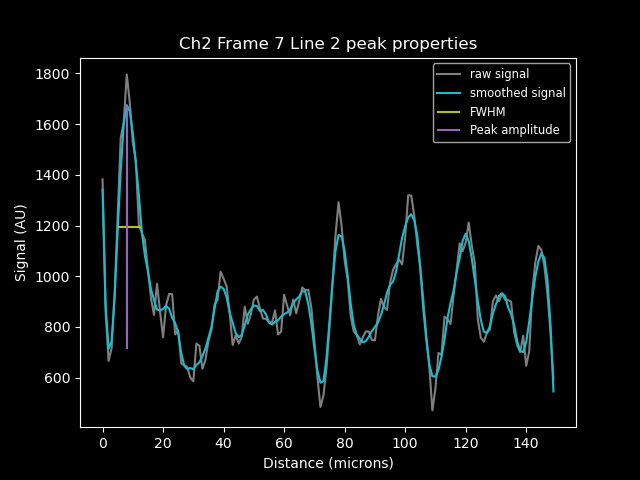 Ch2 Frame 7 Line 2 peak properties
raw signal
smoothed signal
FWHM
Peak amplitude
Signal (AU)
1800
1600
1400
1200
1000
800
600
0 20 40 60 80 100 120 140
Distance (microns)